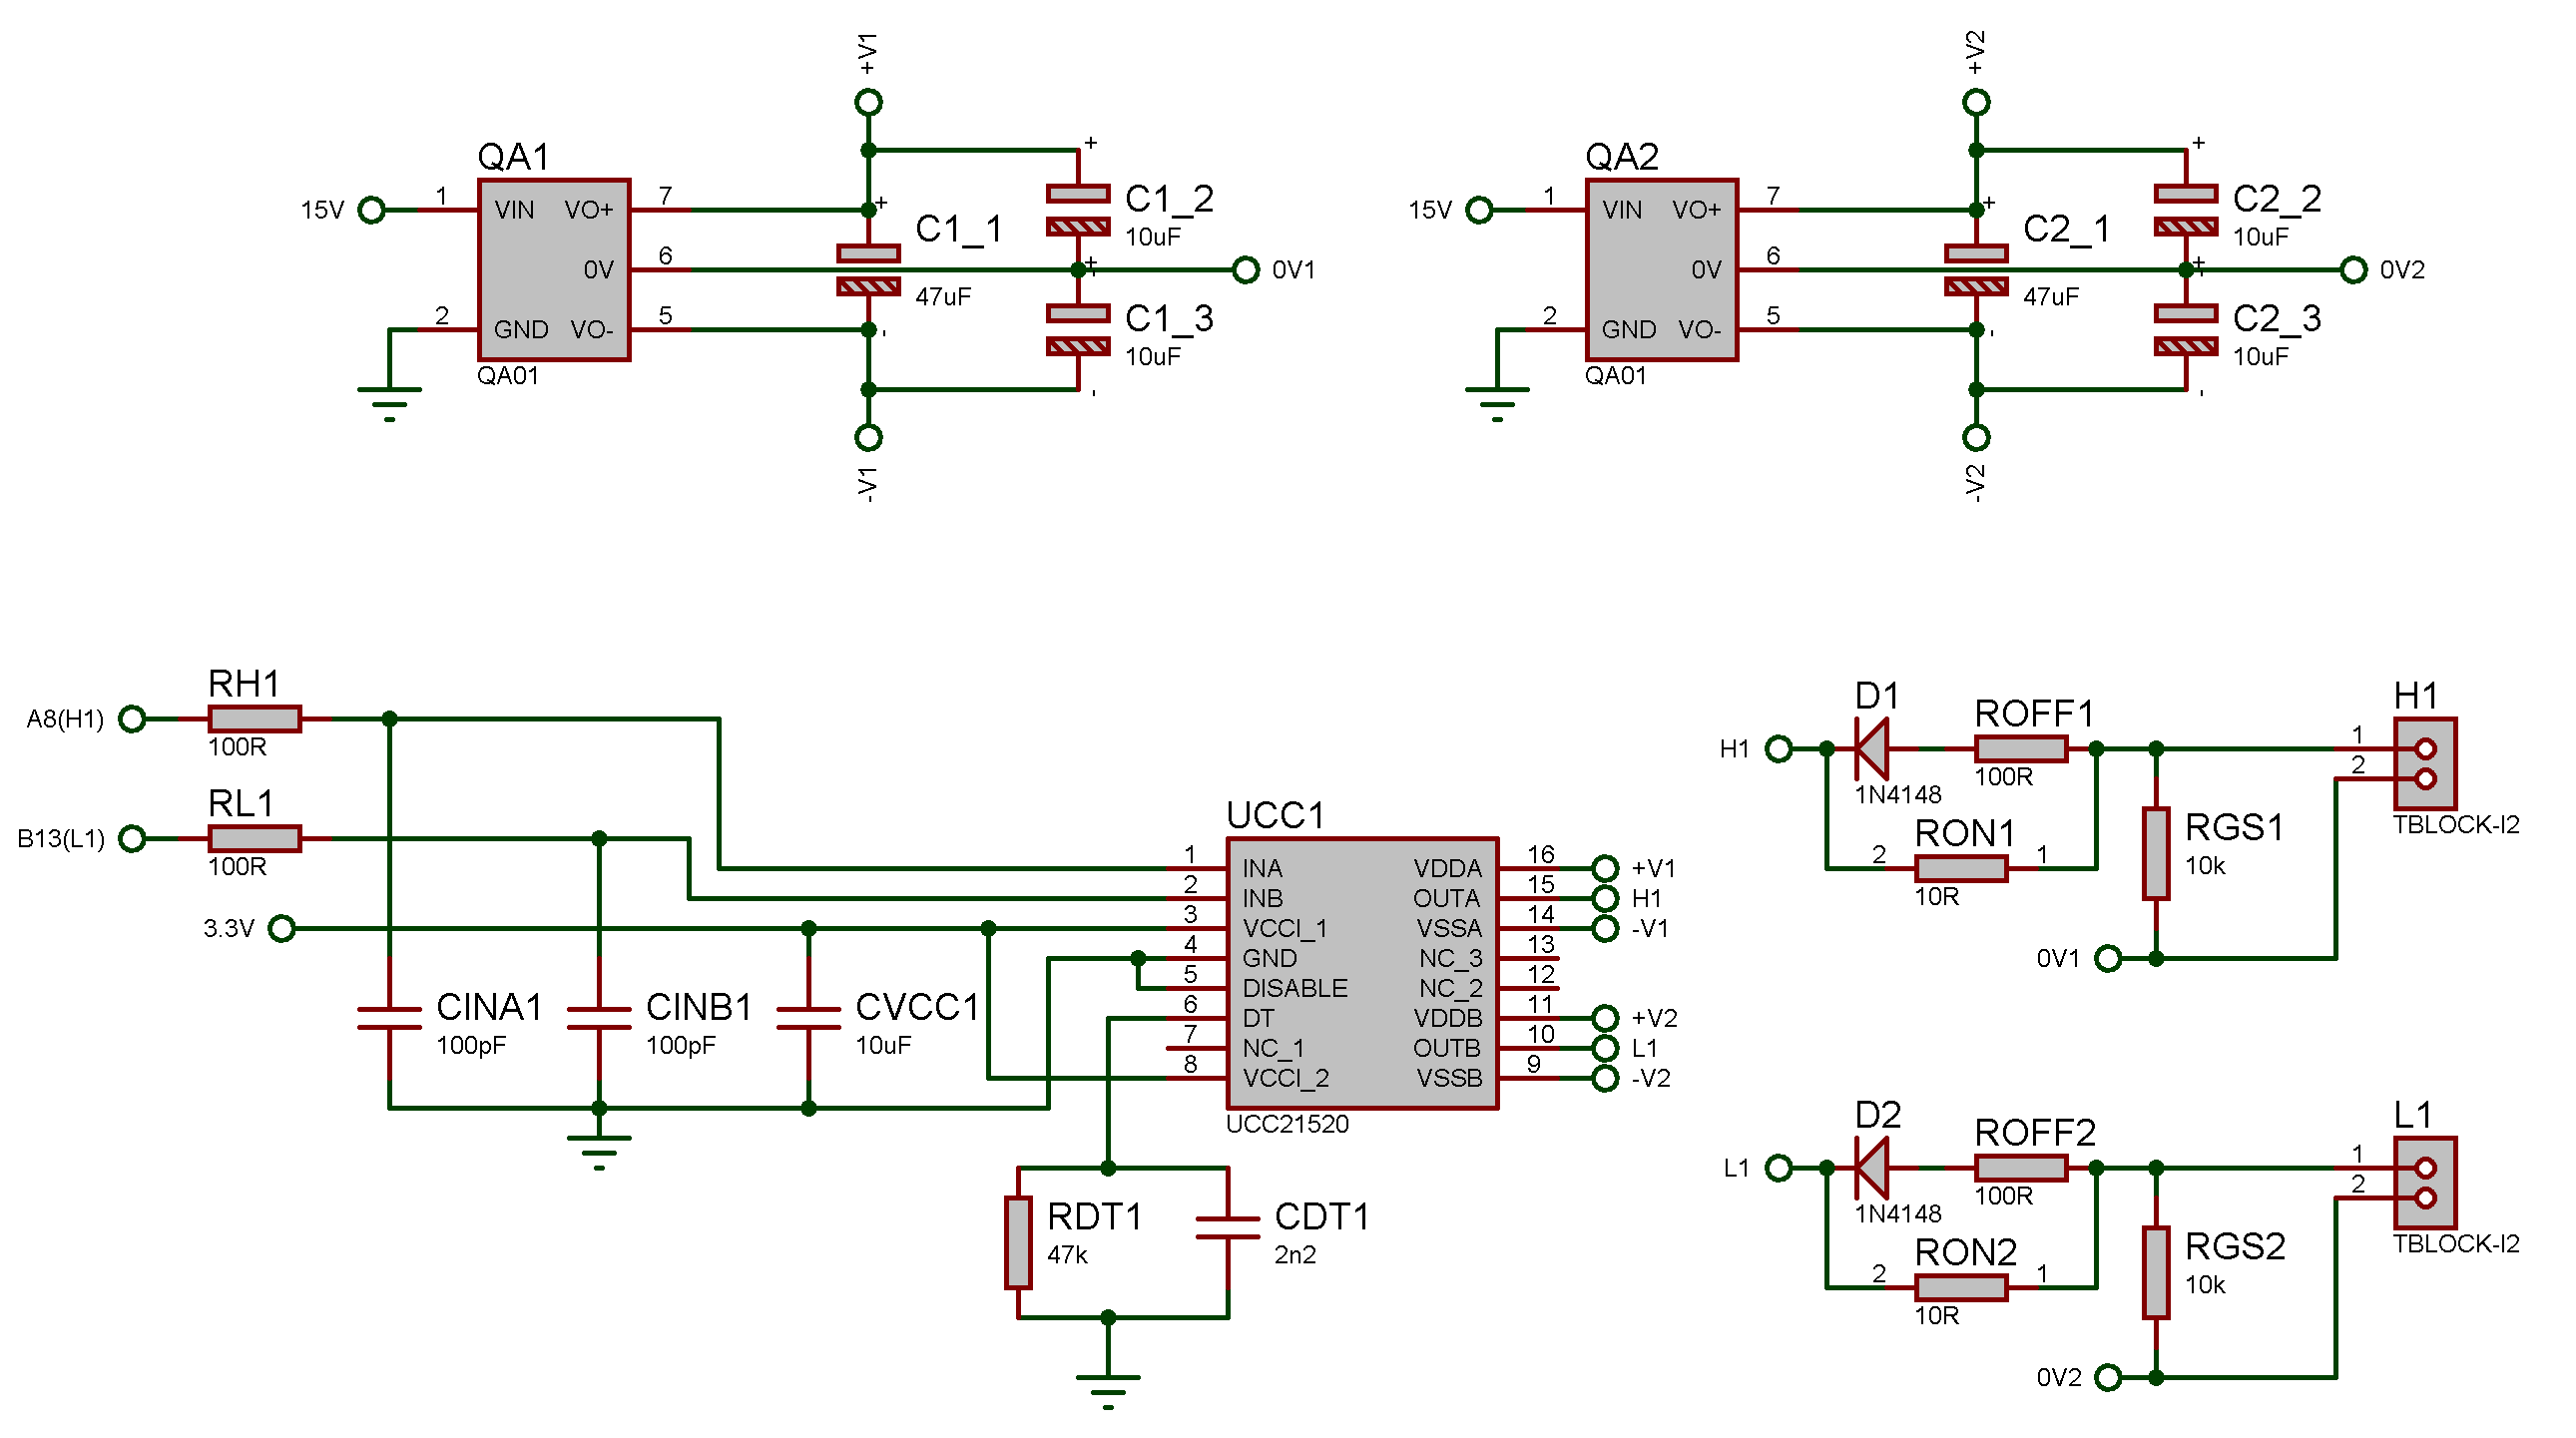 +V1
QA1
15V
1
VIN
VO+
7
+
+
C1_1
47uF
C1_2
10uF
0V
6
+
-
0V1
C1_3
10uF
2
GND
VO-
5
-
-
QA01
-V1
+V2
QA2
15V
1
VIN
VO+
7
+
+
C2_1
47uF
C2_2
10uF
0V
6
+
-
0V2
C2_3
10uF
2
GND
VO-
5
-
-
QA01
-V2
A8(H1)
RH1
100R
B13(L1)
RL1
100R
3.3V
CINA1
100pF
CINB1
100pF
CVCC1
10uF
UCC1
1 INA VDDA 16 +V1
2 INB OUTA 15 H1
3 VCCI_1 VSSA 14 -V1
4 GND NC_3 13
5 DISABLE NC_2 12
6 DT VDDB 11 +V2
7 NC_1 OUTB 10 L1
8 VCCI_2 VSSB 9 -V2
UCC21520
RDT1
47k
CDT1
2n2
H1
D1
1N4148
ROFF1
100R
2 RON1 1
10R
RGS1
10k
0V1
H1
1
2
TBLOCK-I2
L1
D2
1N4148
ROFF2
100R
2 RON2 1
10R
RGS2
10k
0V2
L1
1
2
TBLOCK-I2